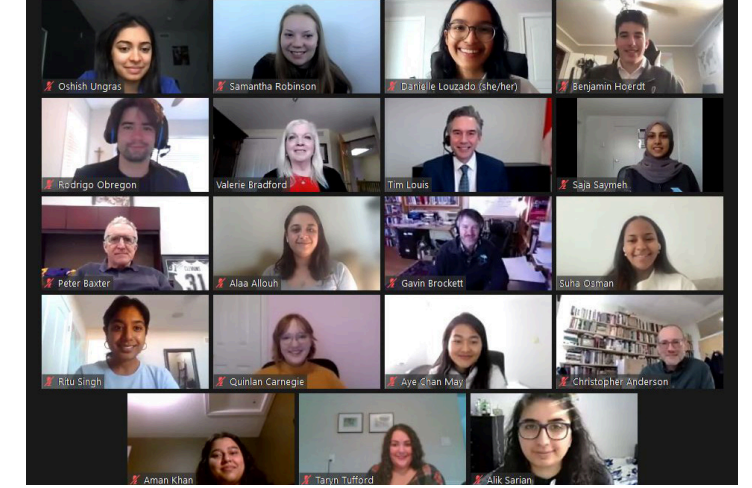 Oshish Ungras
Samantha Robinson
Danielle Louzado (she/her)
Benjamin Hoerdt
Rodrigo Obregon
Valerie Bradford
Tim Louis
Saja Saymeh
Peter Baxter
31
Alaa Allouh
Gavin Brockett
Suha Osman
Ritu Singh
Quinlan Carnegie
Aye Chan May
Christopher Anderson
Aman Khan
Taryn Tufford
Alik Sarian